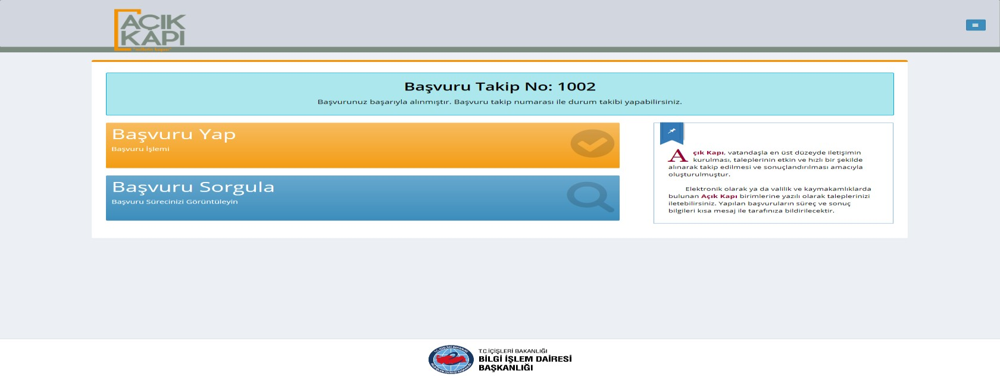 AÇIK
KAPI
Başvuru Takip No: 1002
Başvurunuz başarıyla alınmıştır. Başvuru takip numarası ile durum takibi yapabilirsiniz.
Başvuru Yap
Başvuru İşlemi
Başvuru Sorgula
Başvuru Sürecinizi Görüntüleyin
Açık Kapı, vatandaşla en üst düzeyde iletişimin
kurulması, taleplerinin etkin ve hızlı bir şekilde
alınarak takip edilmesi ve sonuçlandırılması amacıyla
oluşturulmuştur.
Elektronik olarak ya da valilik ve kaymakamlıklarda
bulunan Açık Kapı birimlerine yazılı olarak taleplerinizi
iletebilirsiniz. Yapılan başvuruların süreç ve sonuç
bilgileri kısa mesaj ile tarafınıza bildirilecektir.
T.C.İÇİŞLERİ BAKANLIĞI
BİLGİ İŞLEM DAİRESİ
BAŞKANLIĞI